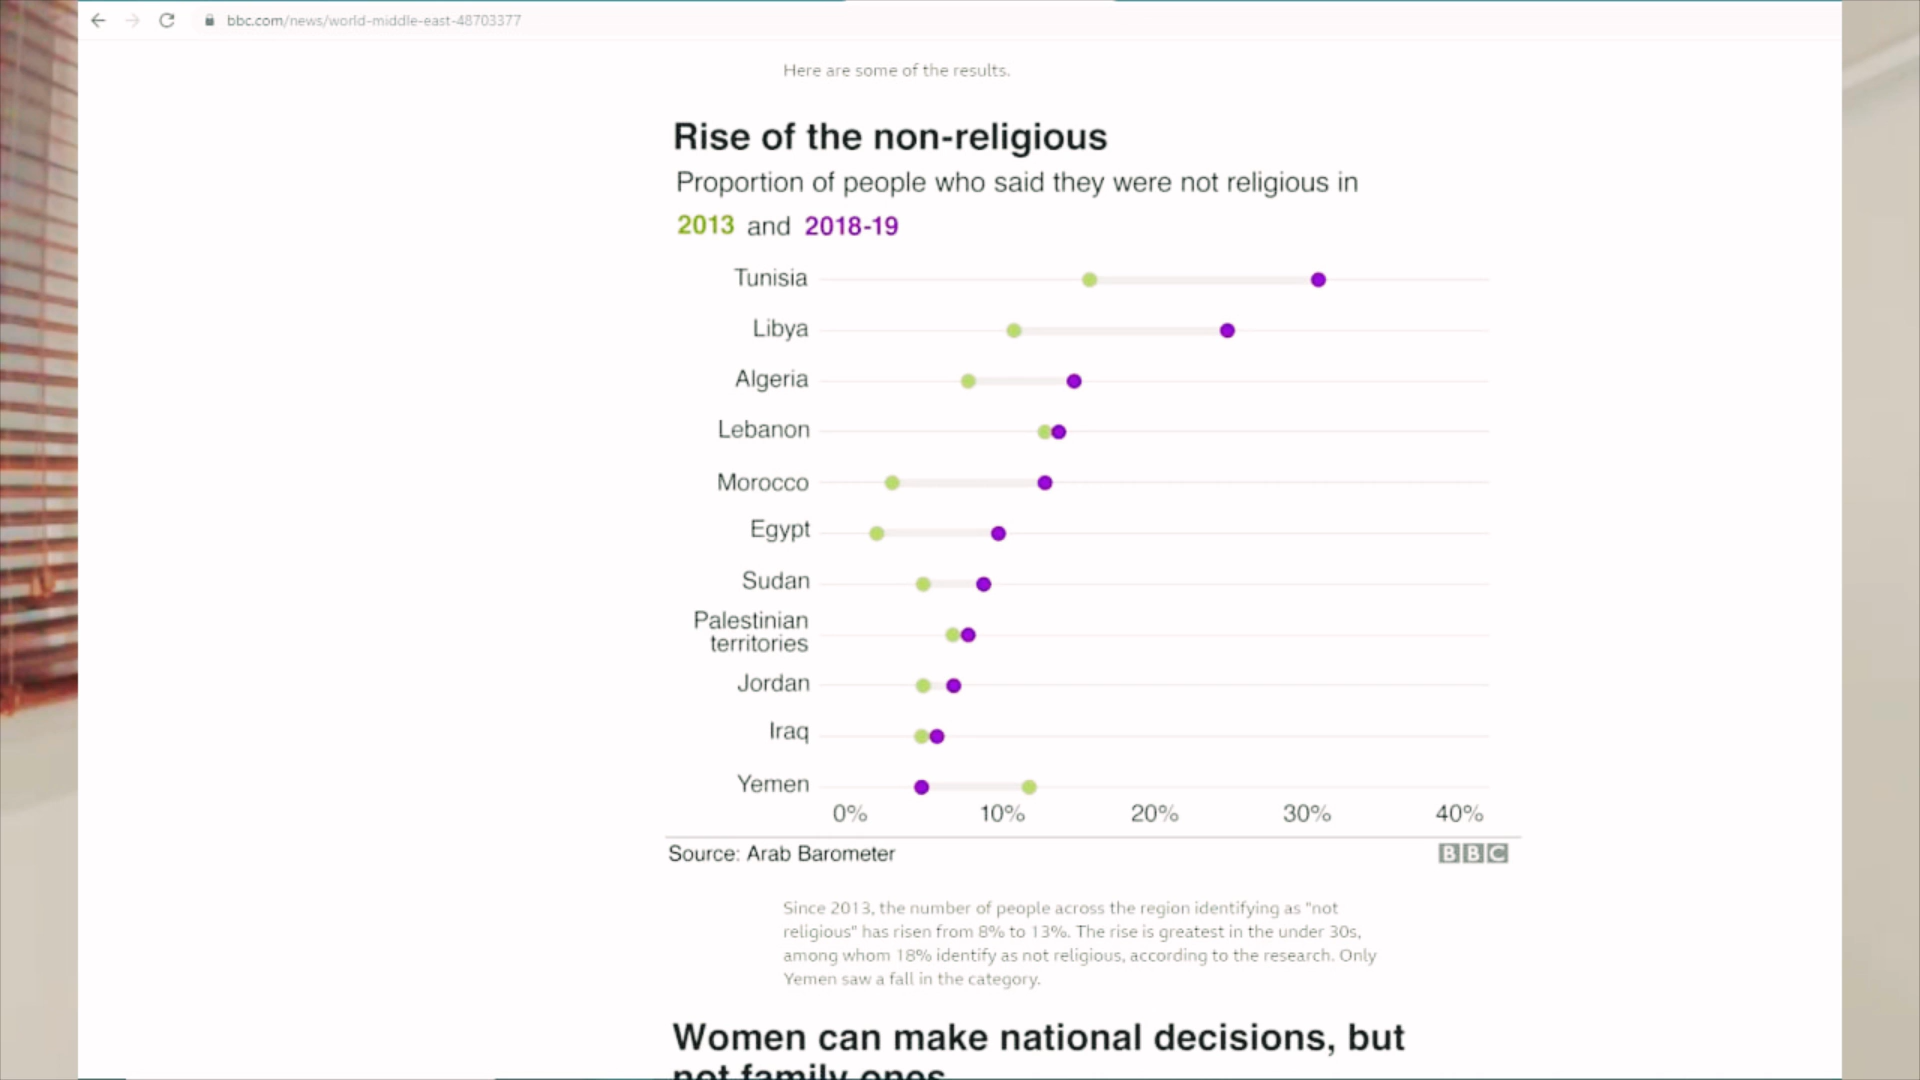 bbc.com/news/world-middle-east-48703377
Here are some of the results.
Rise of the non-religious
Proportion of people who said they were not religious in
2013 and 2018-19
Tunisia
Libya
Algeria
Lebanon
Morocco
Egypt
Sudan
Palestinian
territories
Jordan
Iraq
Yemen
0% 10% 20% 30% 40%
Source: Arab Barometer
BBC
Since 2013, the number of people across the region identifying as "not
religious" has risen from 8% to 13%. The rise is greatest in the under 30s,
among whom 18% identify as not religious, according to the research. Only
Yemen saw a fall in the category.
Women can make national decisions, but
not family ones